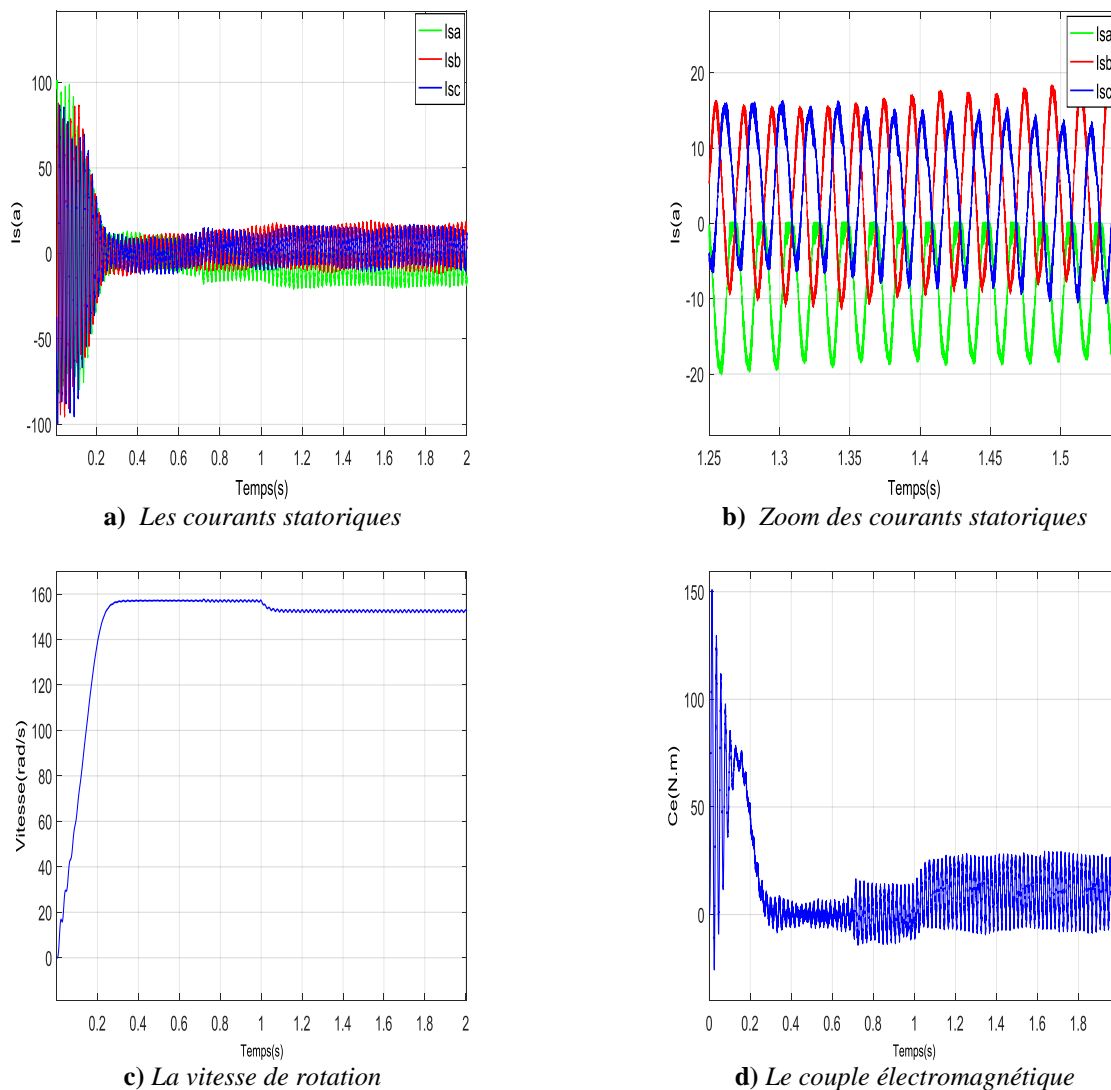 Isa
Isb
Isc
100
50
0
-50
-100
Is(a)
0.2 0.4 0.6 0.8 1 1.2 1.4 1.6 1.8 2
Temps(s)
a) Les courants statoriques
Isa
Isb
Isc
20
10
0
-10
-20
Is(a)
1.25 1.3 1.35 1.4 1.45 1.5
Temps(s)
b) Zoom des courants statoriques
160
140
120
100
80
60
40
20
0
Vitesse(rad/s)
0.2 0.4 0.6 0.8 1 1.2 1.4 1.6 1.8 2
Temps(s)
c) La vitesse de rotation
150
100
50
0
Ce(N.m)
0 0.2 0.4 0.6 0.8 1 1.2 1.4 1.6 1.8
Temps(s)
d) Le couple électromagnétique